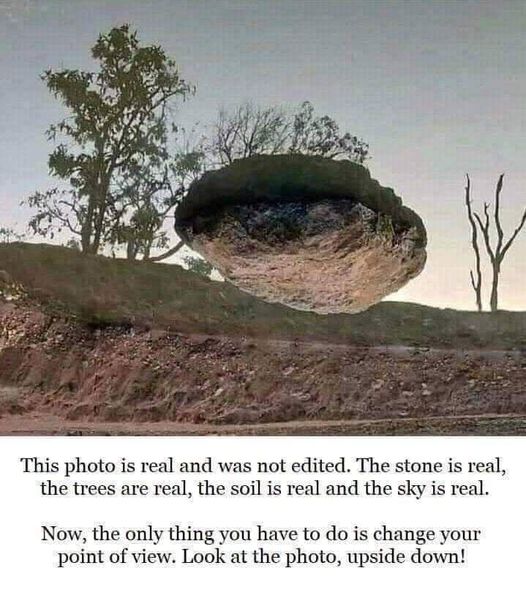 This photo is real and was not edited. The stone is real,
the trees are real, the soil is real and the sky is real.
Now, the only thing you have to do is change your
point of view. Look at the photo, upside down!